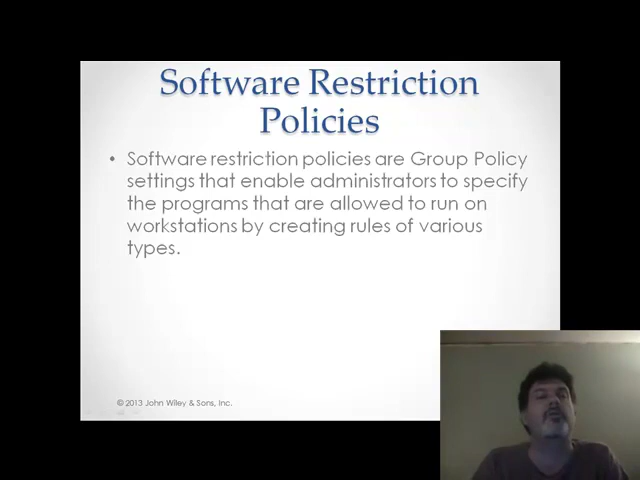 Software Restriction
Policies
• Software restriction policies are Group Policy
settings that enable administrators to specify
the programs that are allowed to run on
workstations by creating rules of various
types.
© 2013 John Wiley & Sons, Inc.